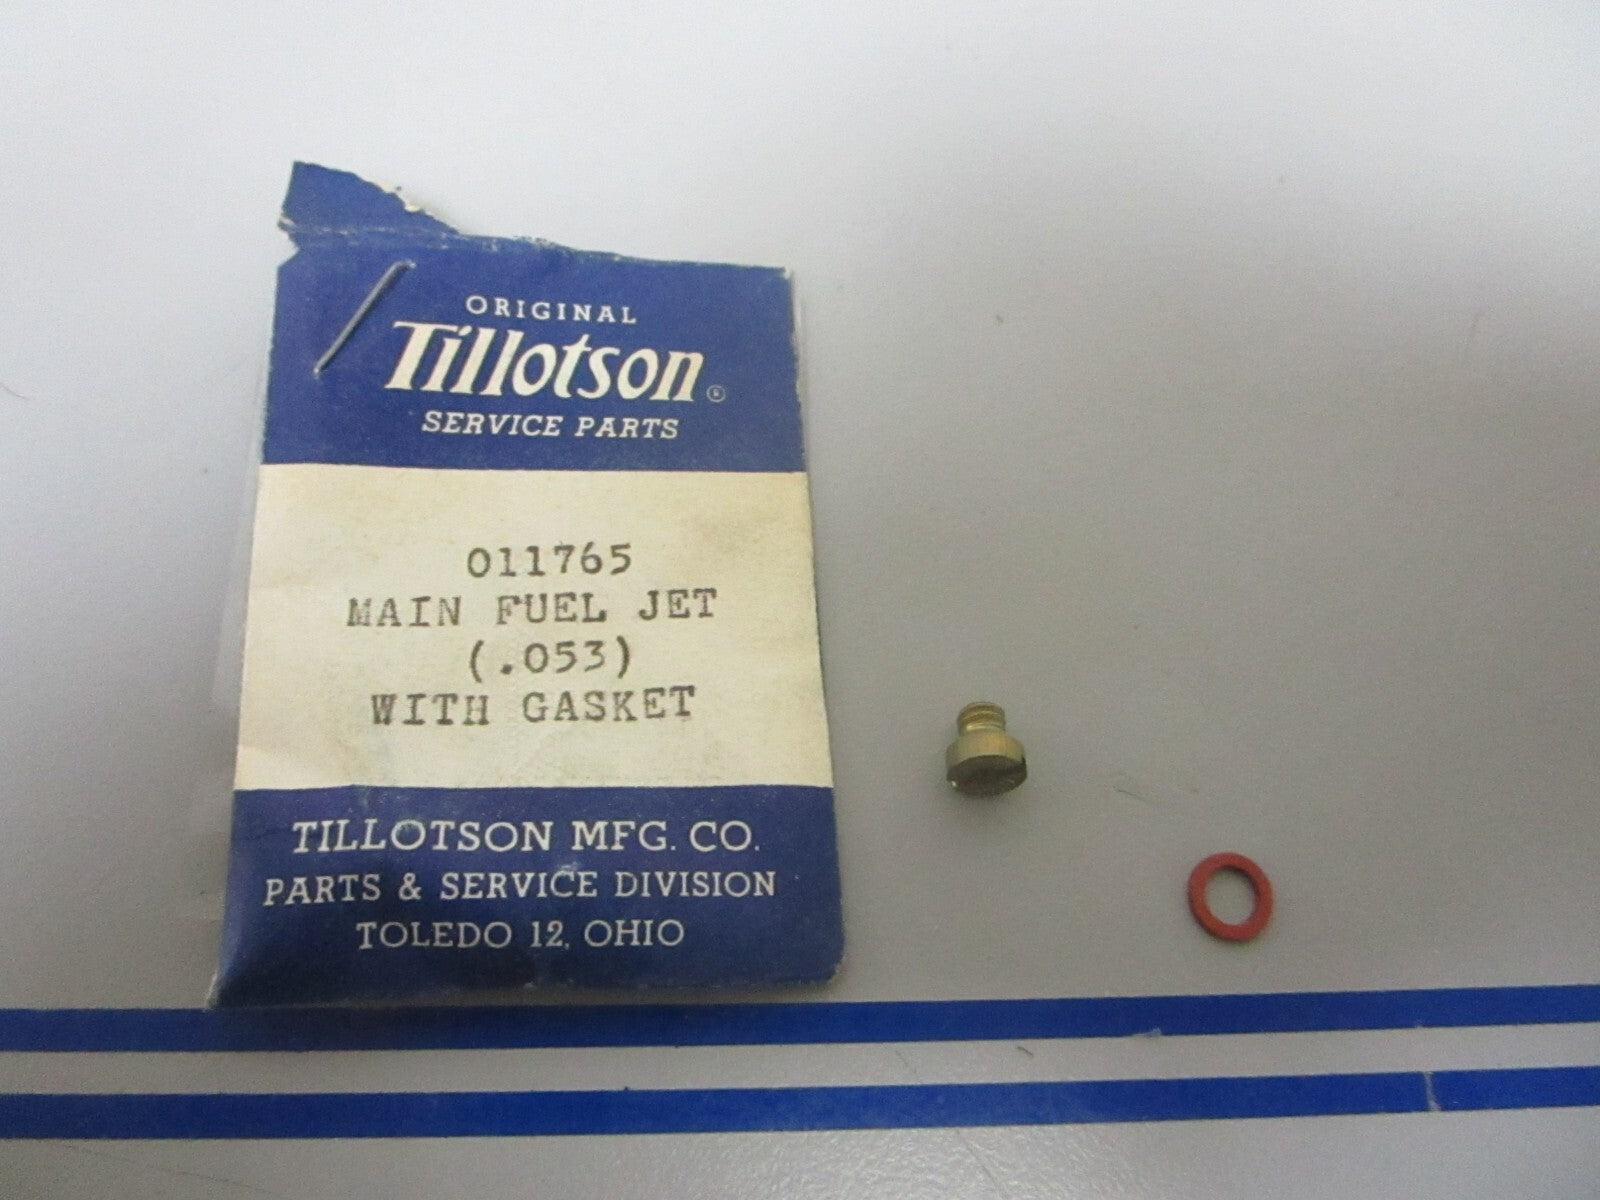 ORIGINAL
Tillotson ®
SERVICE PARTS
011765
MAIN FUEL JET
(.053)
WITH GASKET
TILLOTSON MFG. CO.
PARTS & SERVICE DIVISION
TOLEDO 12, OHIO